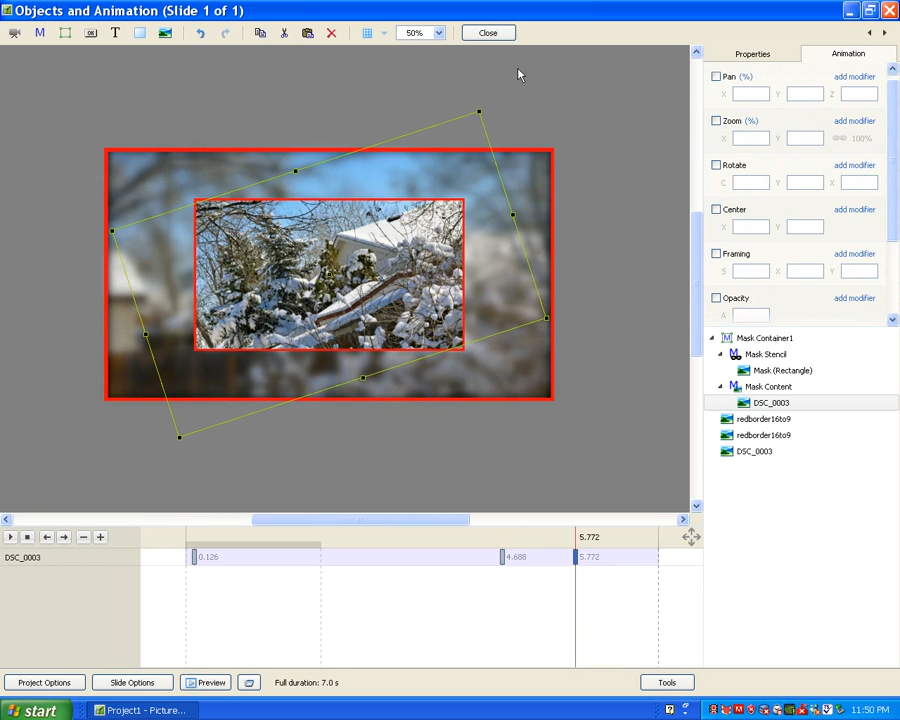 Objects and Animation (Slide 1 of 1)
M
OK
T
50%
Close
Properties
Animation
Pan (%)
add modifier
X
Y
Z
Zoom (%)
add modifier
X
Y
100%
Rotate
add modifier
C
Y
X
Center
add modifier
X
Y
Framing
add modifier
S
X
Y
Opacity
add modifier
A
Mask Container1
Mask Stencil
Mask (Rectangle)
Mask Content
DSC_0003
redborder16to9
redborder16to9
DSC_0003
5.772
DSC_0003
0.126
4.688
5.772
Project Options
Slide Options
Preview
Full duration: 7.0 s
Tools
start
Project1 - Picture...
11:50 PM